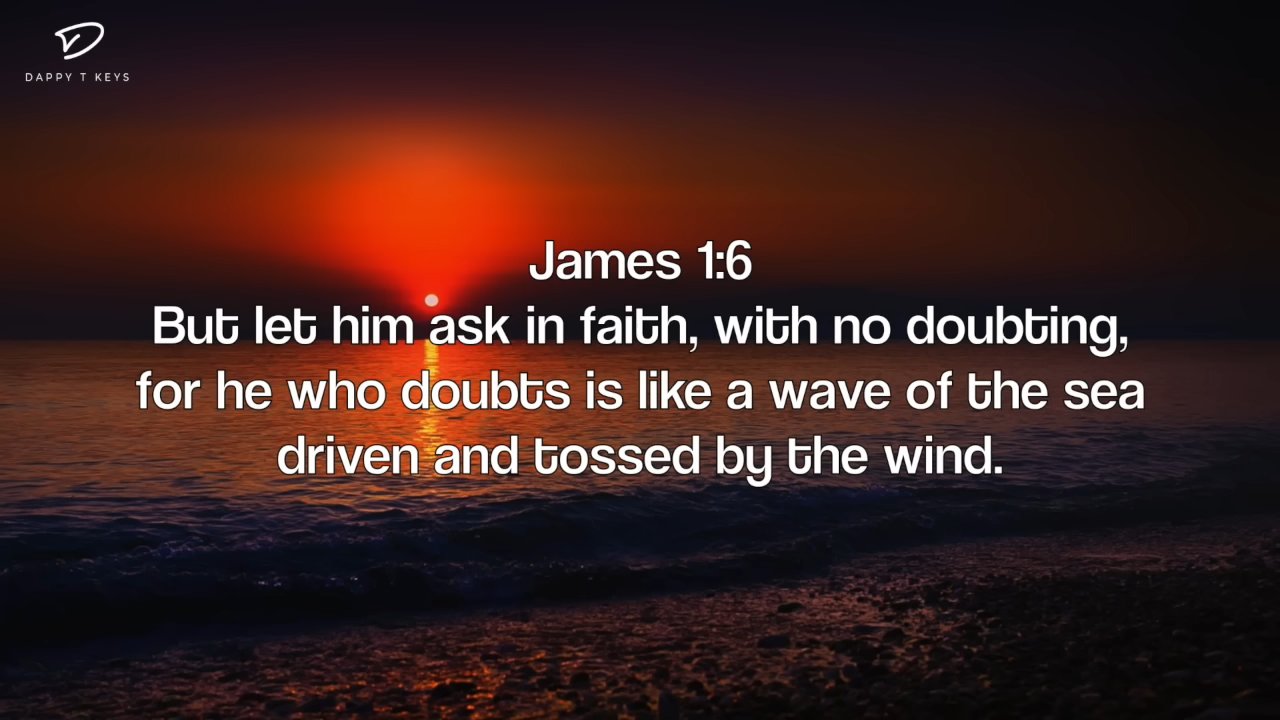 DAPPY T KEYS
James 1:6
But let him ask in faith, with no doubting,
for he who doubts is like a wave of the sea
driven and tossed by the wind.